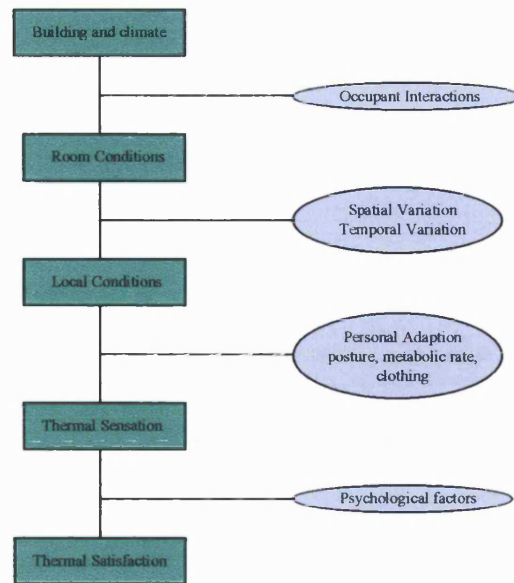 Building and climate
Occupant Interactions
Room Conditions
Spatial Variation
Temporal Variation
Local Conditions
Personal Adaption
posture, metabolic rate,
clothing
Thermal Sensation
Psychological factors
Thermal Satisfaction